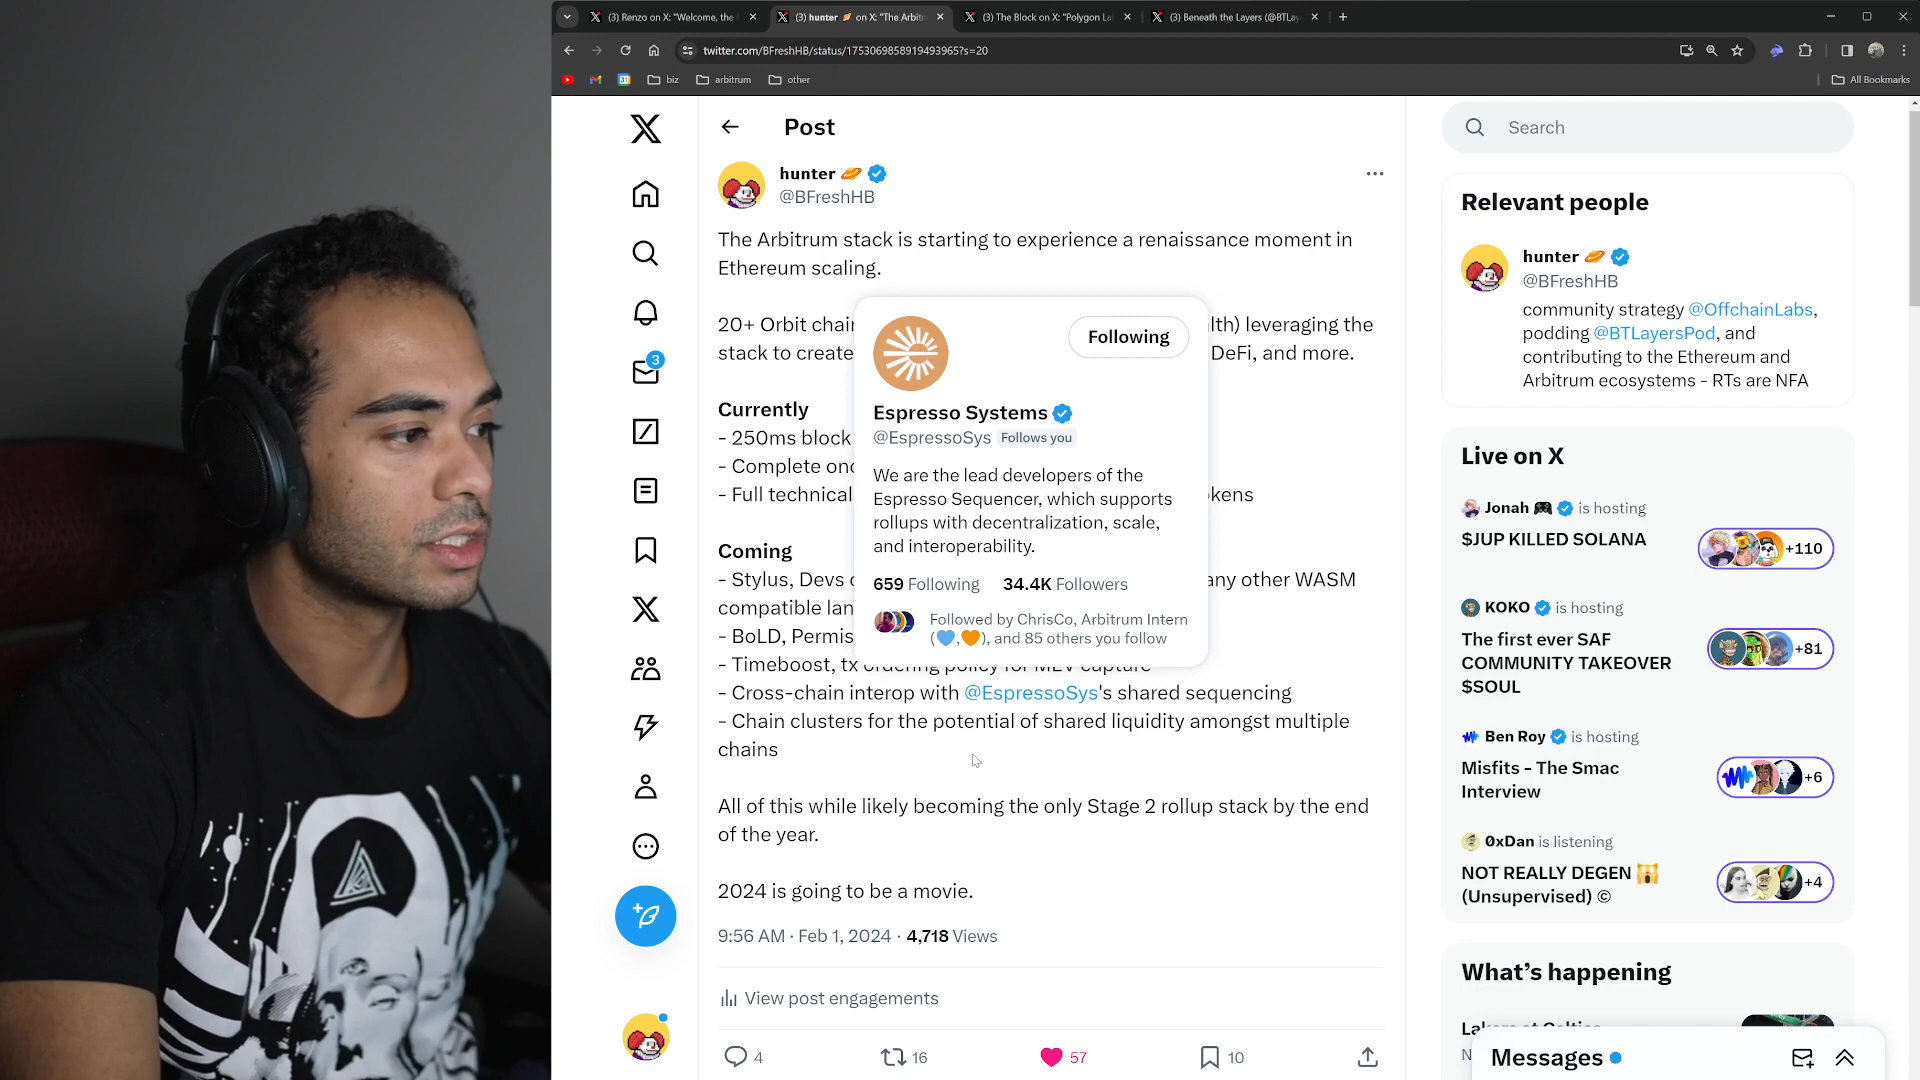 (3) Renzo on X: "Welcome, the
(3) hunter 🪐 on X: "The Arbitr
(3) The Block on X: "Polygon La
(3) Beneath the Layers (@BTLay
twitter.com/BFreshHB/status/1753069858919493965?s=20
biz
arbitrum
other
All Bookmarks
Post
hunter 🪐
@BFreshHB
The Arbitrum stack is starting to experience a renaissance moment in
Ethereum scaling.
20+ Orbit chain
lth) leveraging the
stack to create
DeFi, and more.
Currently
- 250ms block
- Complete onc
- Full technical
kens
Coming
- Stylus, Devs c
any other WASM
compatible lan
- BoLD, Permis
- Timeboost, tx ordering policy for MEV capture
- Cross-chain interop with @EspressoSys's shared sequencing
- Chain clusters for the potential of shared liquidity amongst multiple
chains
All of this while likely becoming the only Stage 2 rollup stack by the end
of the year.
2024 is going to be a movie.
9:56 AM · Feb 1, 2024 · 4,718 Views
View post engagements
4
16
57
10
Following
Espresso Systems
@EspressoSys Follows you
We are the lead developers of the
Espresso Sequencer, which supports
rollups with decentralization, scale,
and interoperability.
659 Following 34.4K Followers
Followed by ChrisCo, Arbitrum Intern
(💙,🧡), and 85 others you follow
3
Search
Relevant people
hunter 🪐
@BFreshHB
community strategy @OffchainLabs,
podding @BTLayersPod, and
contributing to the Ethereum and
Arbitrum ecosystems - RTs are NFA
Live on X
Jonah 🎮 is hosting
$JUP KILLED SOLANA
+110
KOKO is hosting
The first ever SAF
COMMUNITY TAKEOVER
$SOUL
+81
Ben Roy is hosting
Misfits - The Smac
Interview
+6
0xDan is listening
NOT REALLY DEGEN 🙀
(Unsupervised) ©
+4
What's happening
Lakers at Celtics
Messages